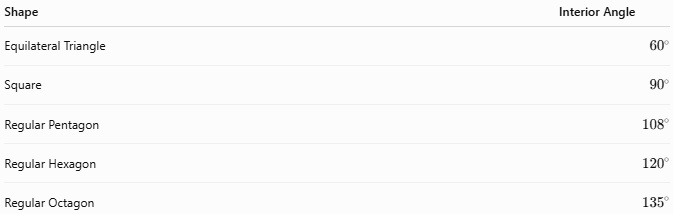 Shape Interior Angle
Equilateral Triangle 60°
Square 90°
Regular Pentagon 108°
Regular Hexagon 120°
Regular Octagon 135°